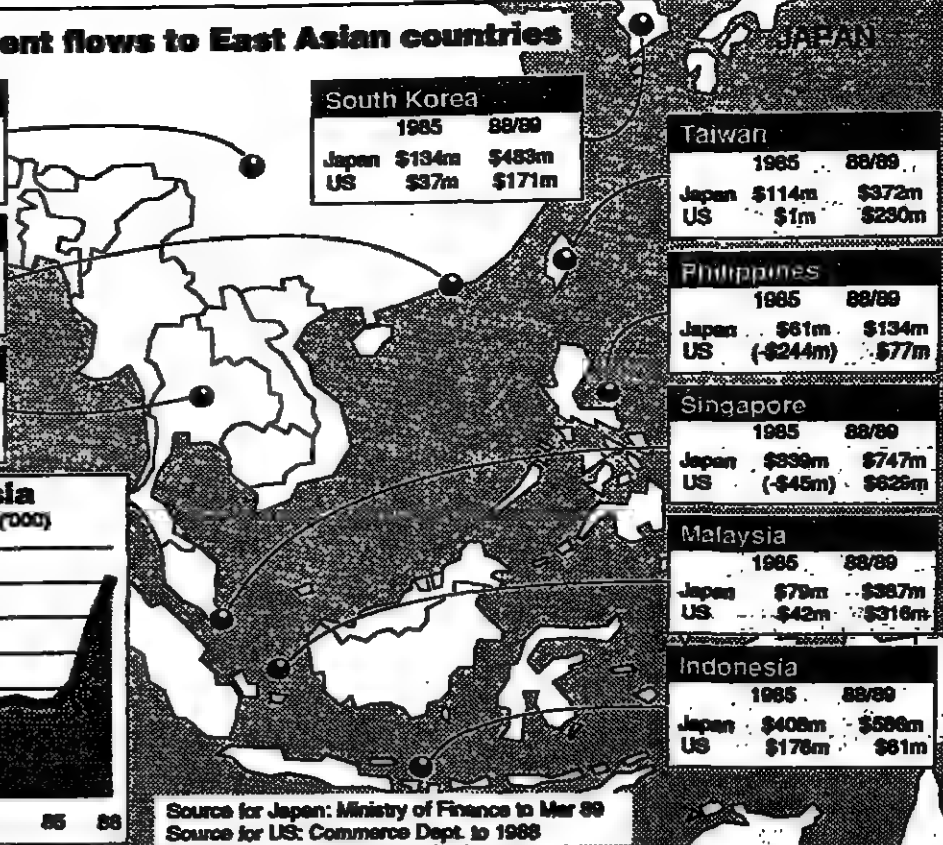 ent flows to East Asian countries
JAPAN
South Korea
1985 88/89
Japan $134m $483m
US $37m $171m
Taiwan
1985 88/89
Japan $114m $372m
US $1m $230m
Philippines
1985 88/89
Japan $61m $134m
US (-$244m) $77m
Singapore
1985 88/89
Japan $339m $747m
US (-$45m) $629m
Malaysia
1985 88/89
Japan $79m $387m
US $42m $316m
Indonesia
1985 88/89
Japan $408m $586m
US $178m $61m
sia
('000)
85 88
Source for Japan: Ministry of Finance to Mar 89
Source for US: Commerce Dept. to 1988